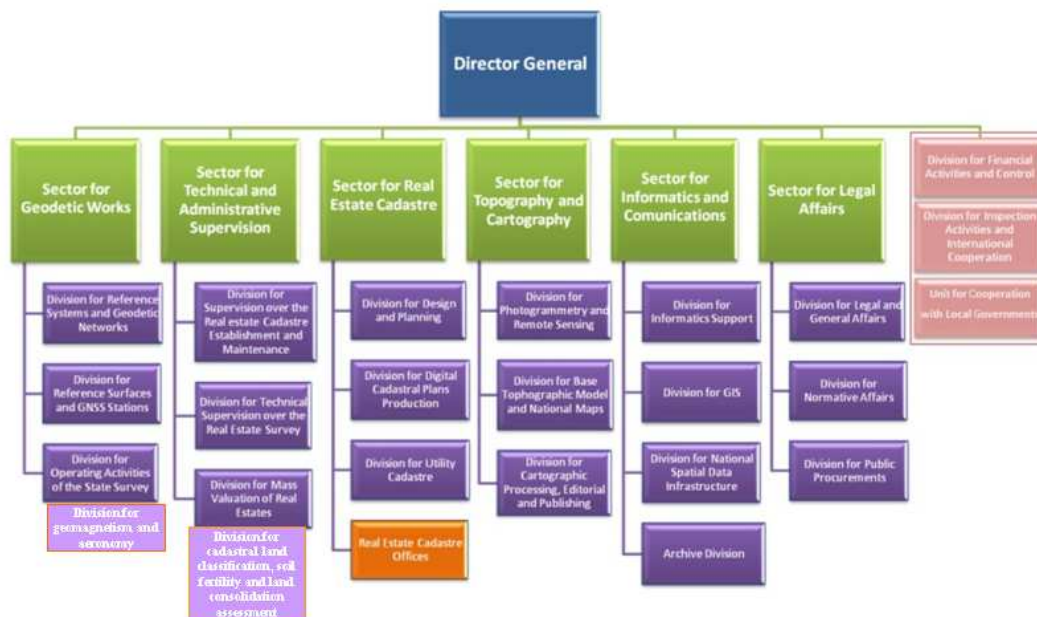 Director General
Sector for
Geodetic Works
Sector for
Technical and
Administrative
Supervision
Sector for Real
Estate Cadastre
Sector for
Topography and
Cartography
Sector for
Informatics and
Comunications
Sector for Legal
Affairs
Division for Financial
Activities and Control
Division for Inspection
Activities and
International
Cooperation
Unit for Cooperation
with Local Governments
Division for Reference
Systems and Geodetic
Networks
Division for
Reference Surfaces
and GNSS Stations
Division for
Operating Activities
of the State Survey
Division for
geomagnetism and
aeronomy
Division for
Supervision over the
Real estate Cadastre
Establishment and
Maintenance
Division for Technical
Supervision over the
Real Estate Survey
Division for Mass
Valuation of Real
Estates
Division for
cadastral land
classification, soil
fertility and land
consolidation
assessment
Division for Design
and Planning
Division for Digital
Cadastral Plans
Production
Division for Utility
Cadastre
Real Estate Cadastre
Offices
Division for
Photogrammetry and
Remote Sensing
Division for Base
Tophographic Model
and National Maps
Division for
Cartographic
Processing, Editorial
and Publishing
Division for
Informatics Support
Division for GIS
Division for National
Spatial Data
Infrastructure
Archive Division
Division for Legal and
General Affairs
Division for
Normative Affairs
Division for Public
Procurements